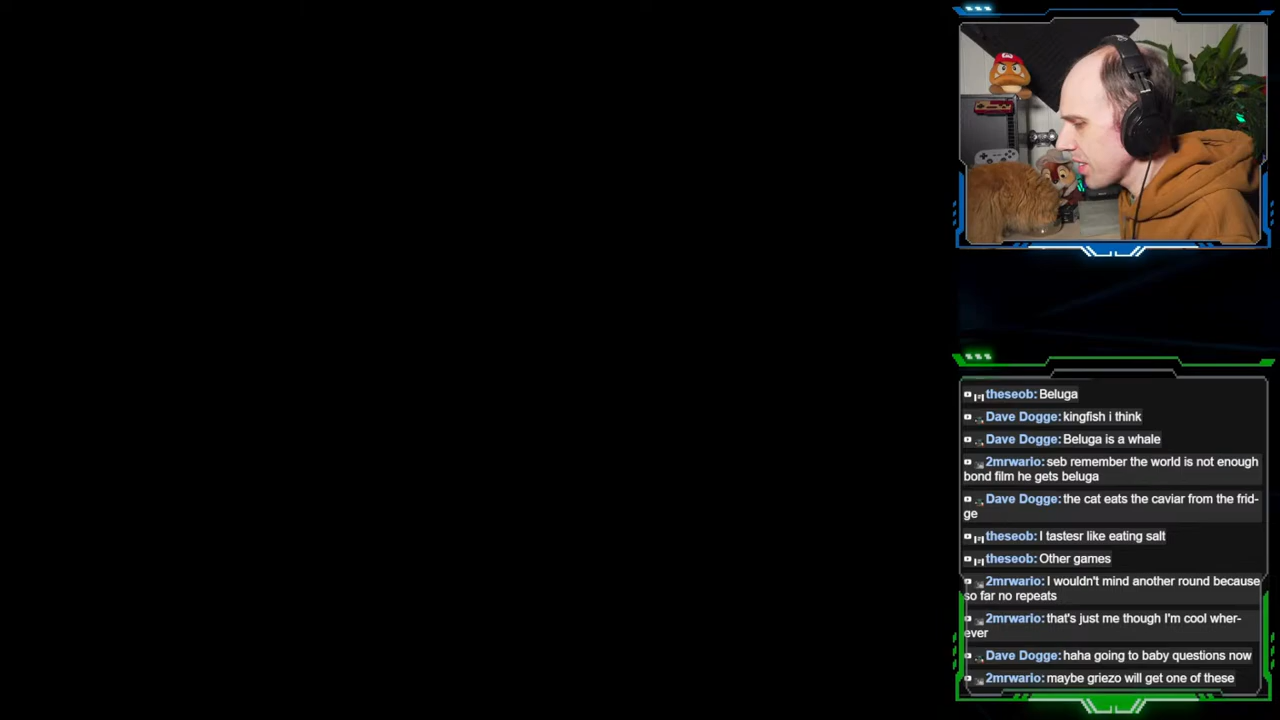 theseob: Beluga
Dave Dogge: kingfish i think
Dave Dogge: Beluga is a whale
2mrwario: seb remember the world is not enough
bond film he gets beluga
Dave Dogge: the cat eats the caviar from the frid-
ge
theseob: I tastesr like eating salt
theseob: Other games
2mrwario: I wouldn't mind another round because
so far no repeats
2mrwario: that's just me though I'm cool wher-
ever
Dave Dogge: haha going to baby questions now
2mrwario: maybe griezo will get one of these